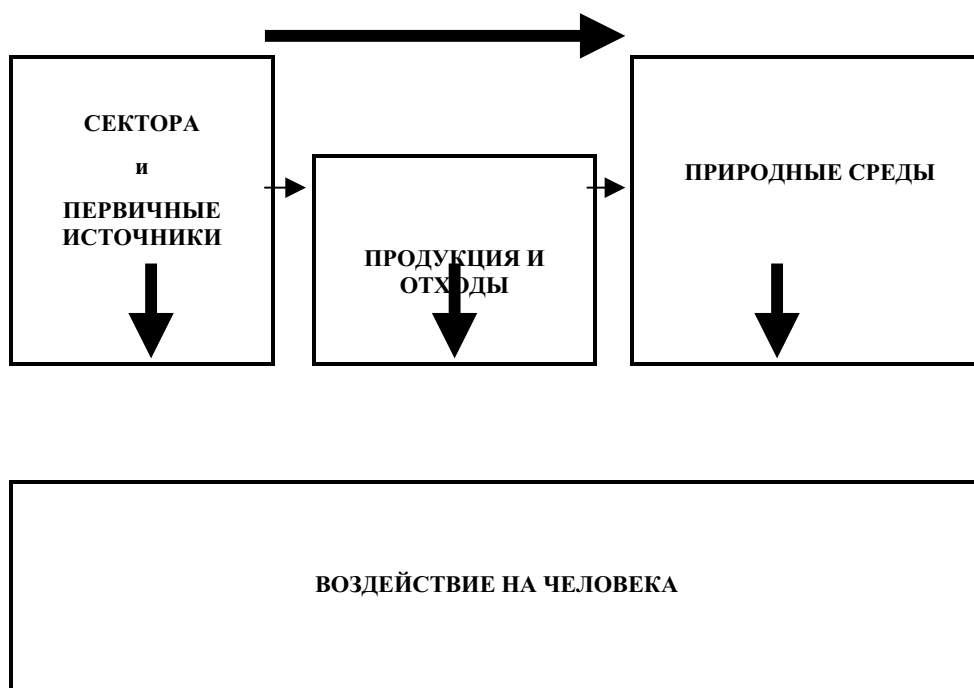 СЕКТОРА
и
ПЕРВИЧНЫЕ
ИСТОЧНИКИ
ПРОДУКЦИЯ И
ОТХОДЫ
ПРИРОДНЫЕ СРЕДЫ
ВОЗДЕЙСТВИЕ НА ЧЕЛОВЕКА